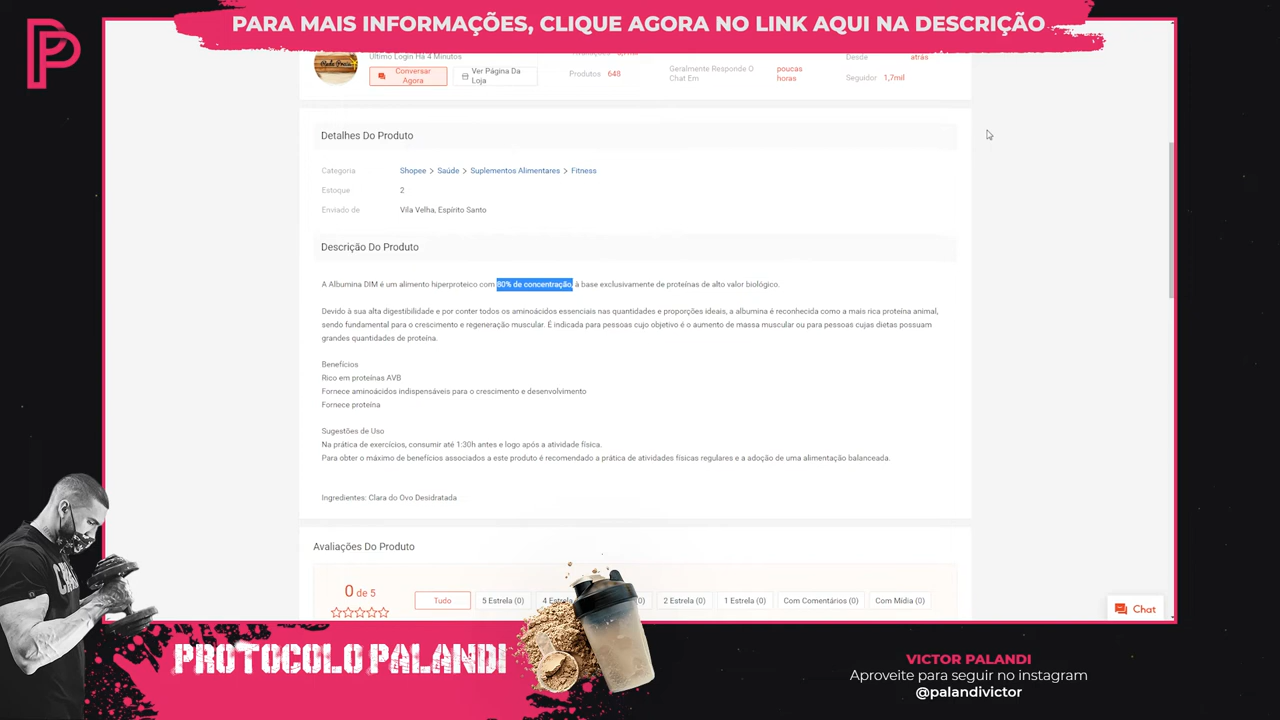 PARA MAIS INFORMAÇÕES, CLIQUE AGORA NO LINK AQUI NA DESCRIÇÃO
Último Login Há 4 Minutos
Conversar
Agora
Ver Página Da
Loja
Produtos 648
Geralmente Responde O
Chat Em
poucas
horas
Desde
atrás
Seguidor 1,7mil
Detalhes Do Produto
Categoria Shopee > Saúde > Suplementos Alimentares > Fitness
Estoque 2
Enviado de Vila Velha, Espírito Santo
Descrição Do Produto
A Albumina DIM é um alimento hiperproteico com 80% de concentração, à base exclusivamente de proteínas de alto valor biológico.
Devido à sua alta digestibilidade e por conter todos os aminoácidos essenciais nas quantidades e proporções ideais, a albumina é reconhecida como a mais rica proteína animal,
sendo fundamental para o crescimento e regeneração muscular. É indicada para pessoas cujo objetivo é o aumento de massa muscular ou para pessoas cujas dietas possuam
grandes quantidades de proteína.
Benefícios
Rico em proteínas AVB
Fornece aminoácidos indispensáveis para o crescimento e desenvolvimento
Fornece proteína
Sugestões de Uso
Na prática de exercícios, consumir até 1:30h antes e logo após a atividade física.
Para obter o máximo de benefícios associados a este produto é recomendado a prática de atividades físicas regulares e a adoção de uma alimentação balanceada.
Ingredientes: Clara do Ovo Desidratada
Avaliações Do Produto
0 de 5
Tudo
5 Estrela (0)
4 Estrela
2 Estrela (0)
1 Estrela (0)
Com Comentários (0)
Com Mídia (0)
Chat
PROTOCOLO PALANDI
VICTOR PALANDI
Aproveite para seguir no instagram
@palandivictor